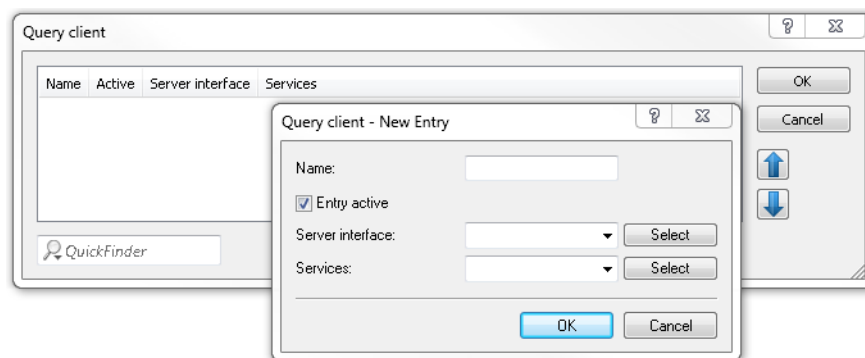 Query client
Name Active Server interface Services
OK
Cancel
QuickFinder
Query client - New Entry
Name:
Entry active
Server interface: Select
Services: Select
OK Cancel